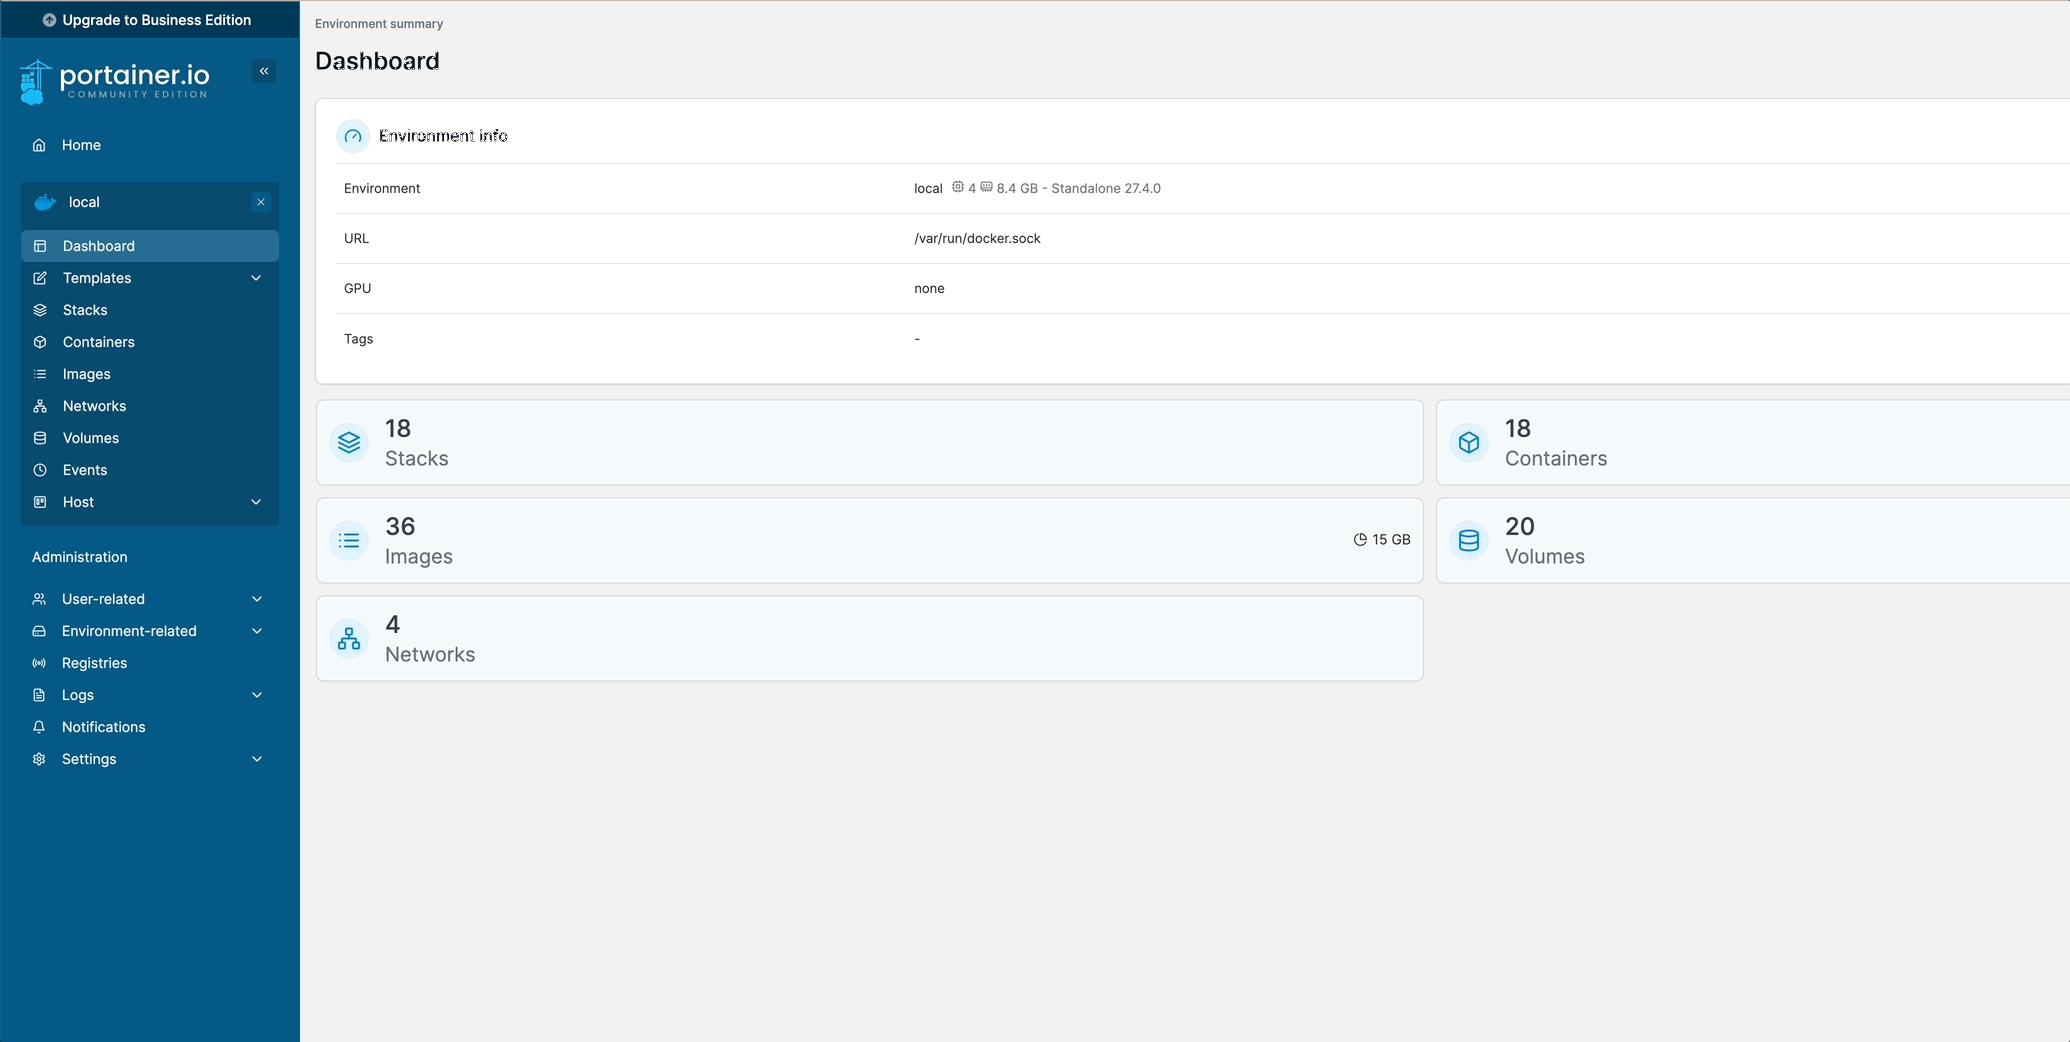 Upgrade to Business Edition
portainer.io
COMMUNITY EDITION
Home
local
Dashboard
Templates
Stacks
Containers
Images
Networks
Volumes
Events
Host
Administration
User-related
Environment-related
Registries
Logs
Notifications
Settings
Environment summary
Dashboard
Environment info
Environment local 4 8.4 GB - Standalone 27.4.0
URL /var/run/docker.sock
GPU none
Tags -
18
Stacks
18
Containers
36
Images
15 GB
20
Volumes
4
Networks